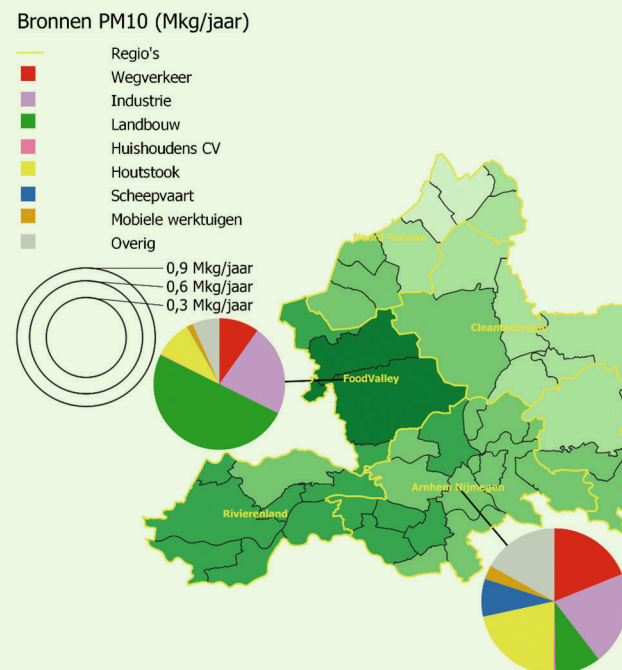 Bronnen PM10 (Mkg/jaar)
Regio's
Wegverkeer
Industrie
Landbouw
Huishoudens CV
Houtstook
Scheepvaart
Mobiele werktuigen
Overig
0,9 Mkg/jaar
0,6 Mkg/jaar
0,3 Mkg/jaar
Noord-Veluwe
Cleantechregio
FoodValley
Arnhem Nijmegen
Rivierenland